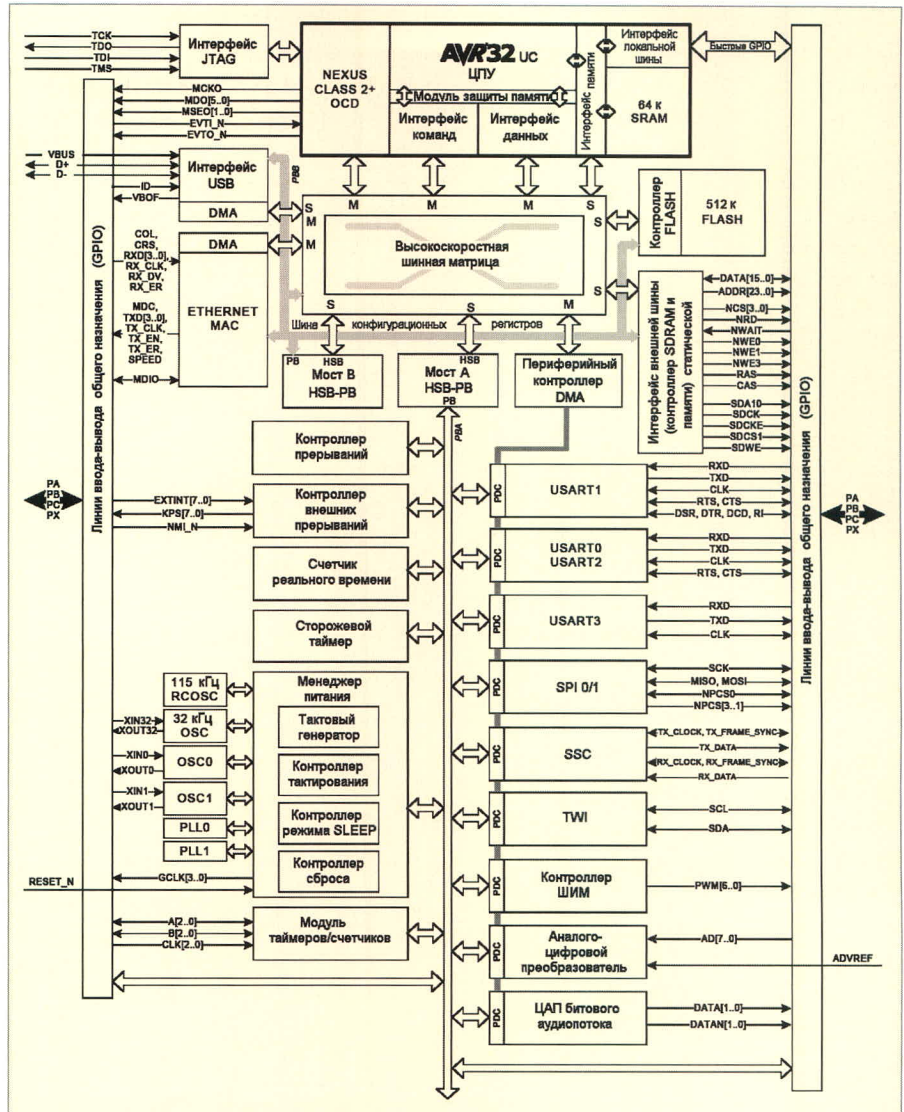 TCK
TDO
TDI
TMS
Интерфейс
JTAG
NEXUS
CLASS 2+
OCD
AVR32 UC
ЦПУ
Модуль защиты памяти
Интерфейс
команд
Интерфейс
данных
Интерфейс памяти
Интерфейс
локальной
шины
64 к
SRAM
Быстрые GPIO
MCKO
MDO[5..0]
MSEO[1..0]
EVTI_N
EVTO_N
VBUS
D+
D-
ID
VBOF
Интерфейс
USB
DMA
PBB
S
M
M
M
M
M
S
S
S
S
S
M
Высокоскоростная
шинная матрица
Контроллер
FLASH
512 к
FLASH
COL,
CRS,
RXD[3..0],
RX_CLK,
RX_DV,
RX_ER
MDC,
TXD[3..0],
TX_CLK,
TX_EN,
TX_ER,
SPEED
MDIO
DMA
ETHERNET
MAC
Шина конфигурационных регистров
PB
HSB
Мост B
HSB-PB
HSB
Мост A
HSB-PB
PB
PBA
Периферийный
контроллер
DMA
Интерфейс внешней шины
(контроллер SDRAM и
памяти) статической
DATA[15..0]
ADDR[23..0]
NCS[3..0]
NRD
NWAIT
NWE0
NWE1
NWE3
RAS
CAS
SDA10
SDCK
SDCKE
SDCS1
SDWE
Линии ввода-вывода общего назначения (GPIO)
Линии ввода-вывода общего назначения (GPIO)
PA
PB
PC
PX
PA
PB
PC
PX
Контроллер
прерываний
EXTINT[7..0]
KPS[7..0]
NMI_N
Контроллер
внешних
прерываний
Счетчик
реального времени
Сторожевой
таймер
115 кГц
RCOSC
XIN32
XOUT32
32 кГц
OSC
XIN0
XOUT0
OSC0
XIN1
XOUT1
OSC1
PLL0
PLL1
GCLK[3..0]
RESET_N
Менеджер
питания
Тактовый
генератор
Контроллер
тактирования
Контроллер
режима SLEEP
Контроллер
сброса
A[2..0]
B[2..0]
CLK[2..0]
Модуль
таймеров/счетчиков
PDC
USART1
RXD
TXD
CLK
RTS, CTS
DSR, DTR, DCD, RI
PDC
USART0
USART2
RXD
TXD
CLK
RTS, CTS
PDC
USART3
RXD
TXD
CLK
PDC
SPI 0/1
SCK
MISO, MOSI
NPCS0
NPCS[3..1]
PDC
SSC
TX_CLOCK, TX_FRAME_SYNC
TX_DATA
RX_CLOCK, RX_FRAME_SYNC
RX_DATA
PDC
TWI
SCL
SDA
PDC
Контроллер
ШИМ
PWM[6..0]
PDC
Аналого-
цифровой
преобразователь
AD[7..0]
ADVREF
PDC
ЦАП битового
аудиопотока
DATA[1..0]
DATAN[1..0]